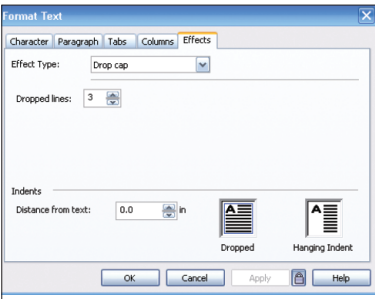 Format Text
Character Paragraph Tabs Columns Effects
Effect Type: Drop cap
Dropped lines: 3
Indents
Distance from text: 0.0 in
A A
Dropped Hanging Indent
OK Cancel Apply Help